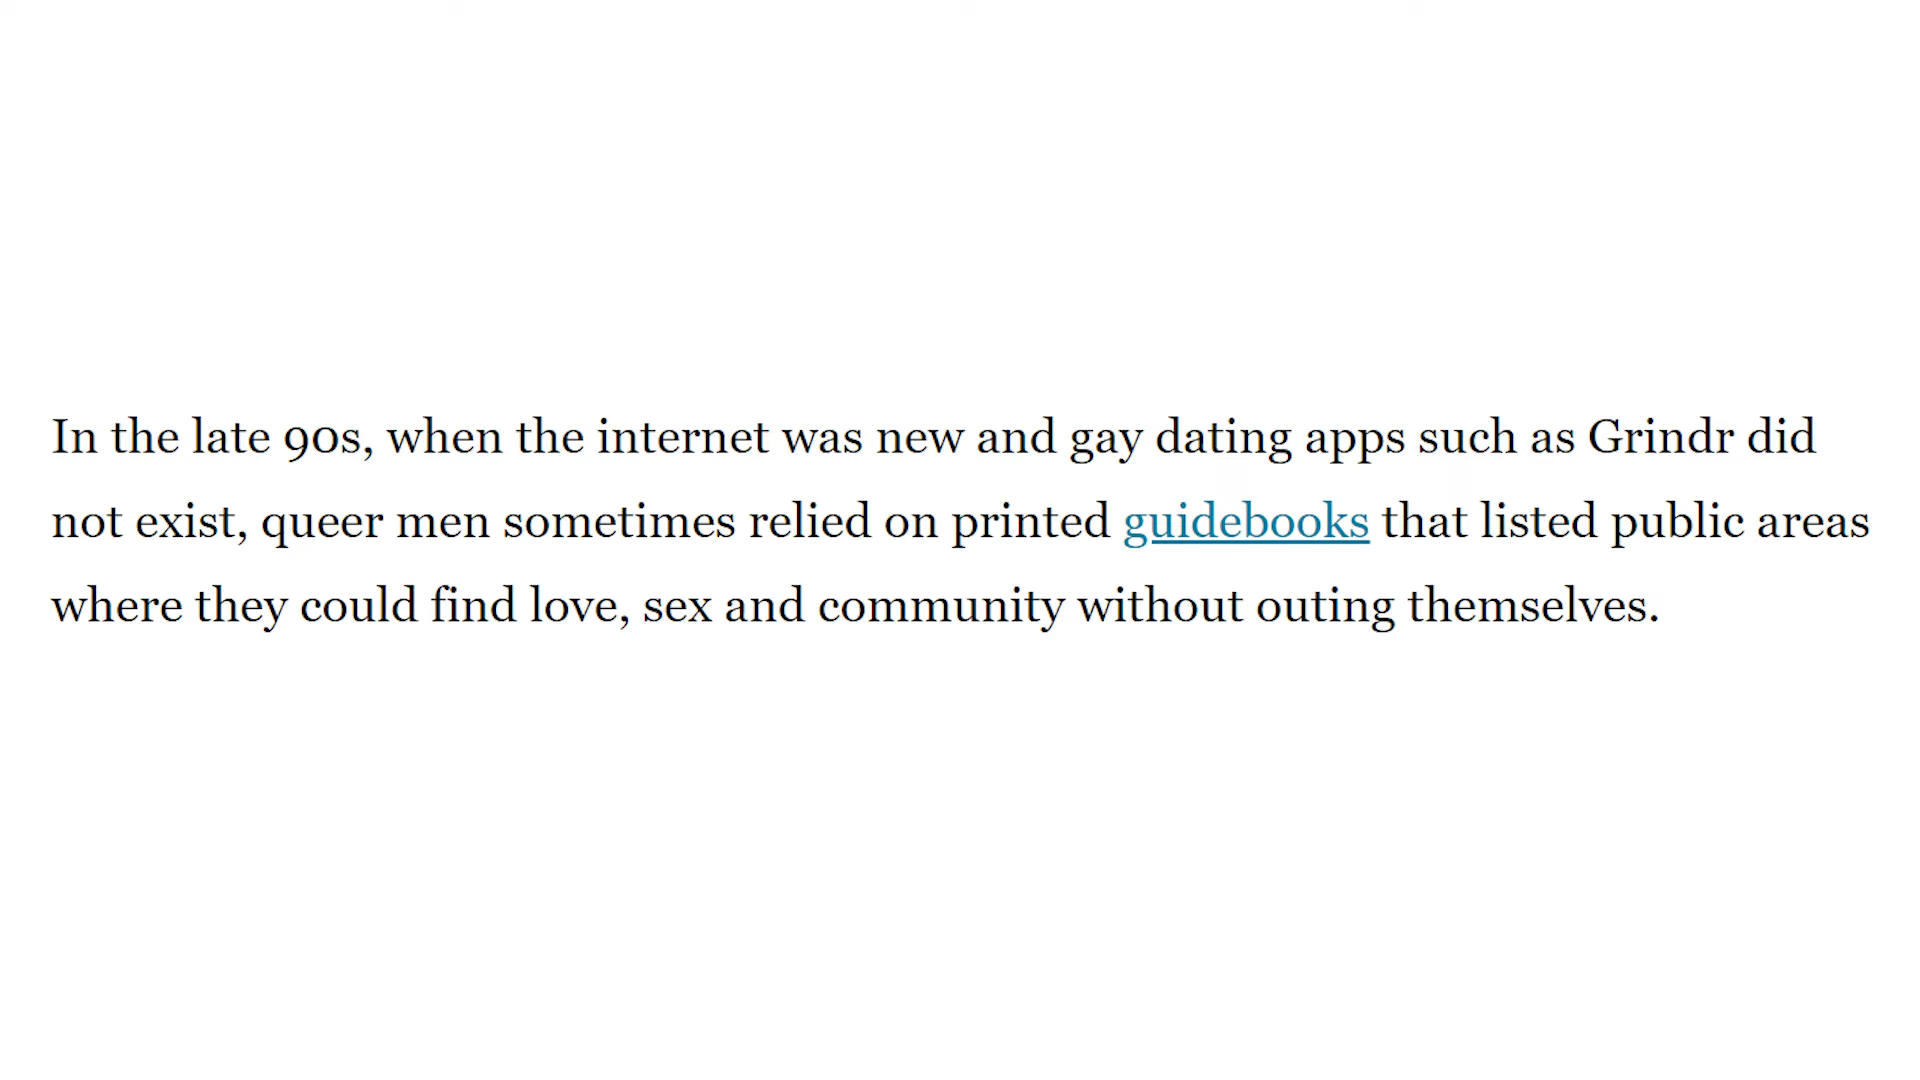 In the late 90s, when the internet was new and gay dating apps such as Grindr did
not exist, queer men sometimes relied on printed guidebooks that listed public areas
where they could find love, sex and community without outing themselves.